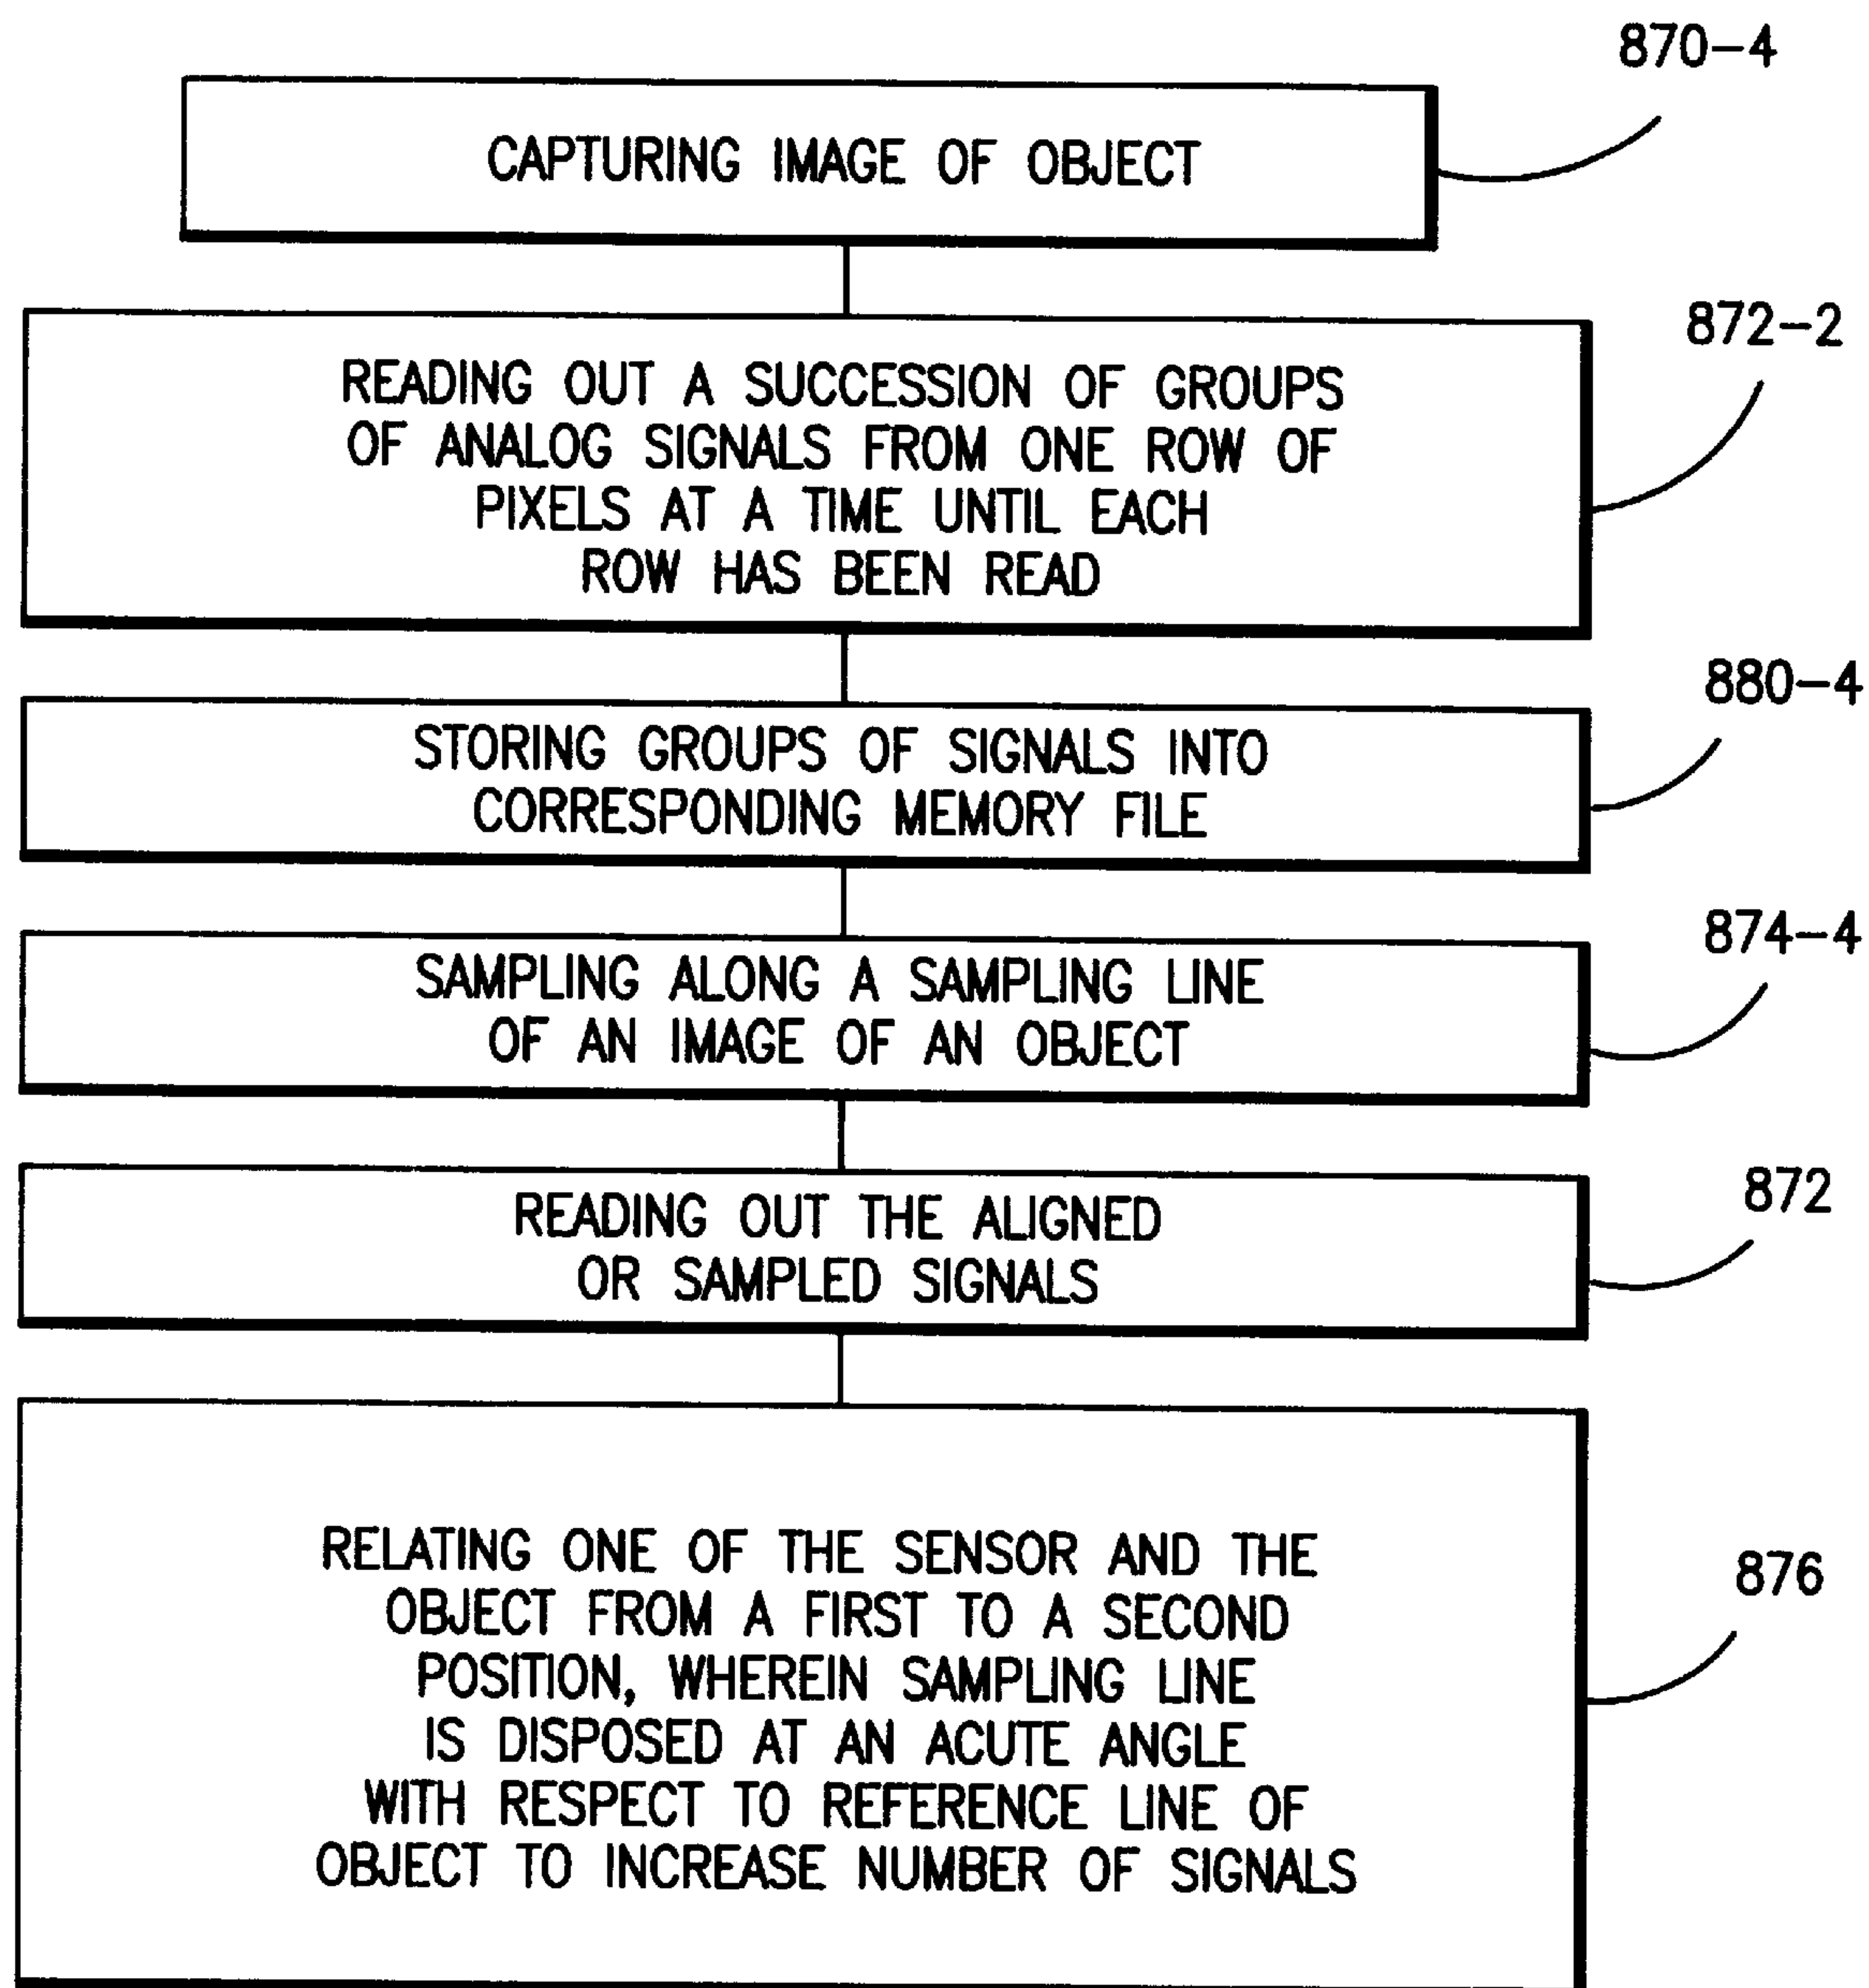 870-4
CAPTURING IMAGE OF OBJECT
872-2
READING OUT A SUCCESSION OF GROUPS
OF ANALOG SIGNALS FROM ONE ROW OF
PIXELS AT A TIME UNTIL EACH
ROW HAS BEEN READ
880-4
STORING GROUPS OF SIGNALS INTO
CORRESPONDING MEMORY FILE
874-4
SAMPLING ALONG A SAMPLING LINE
OF AN IMAGE OF AN OBJECT
872
READING OUT THE ALIGNED
OR SAMPLED SIGNALS
876
RELATING ONE OF THE SENSOR AND THE
OBJECT FROM A FIRST TO A SECOND
POSITION, WHEREIN SAMPLING LINE
IS DISPOSED AT AN ACUTE ANGLE
WITH RESPECT TO REFERENCE LINE OF
OBJECT TO INCREASE NUMBER OF SIGNALS